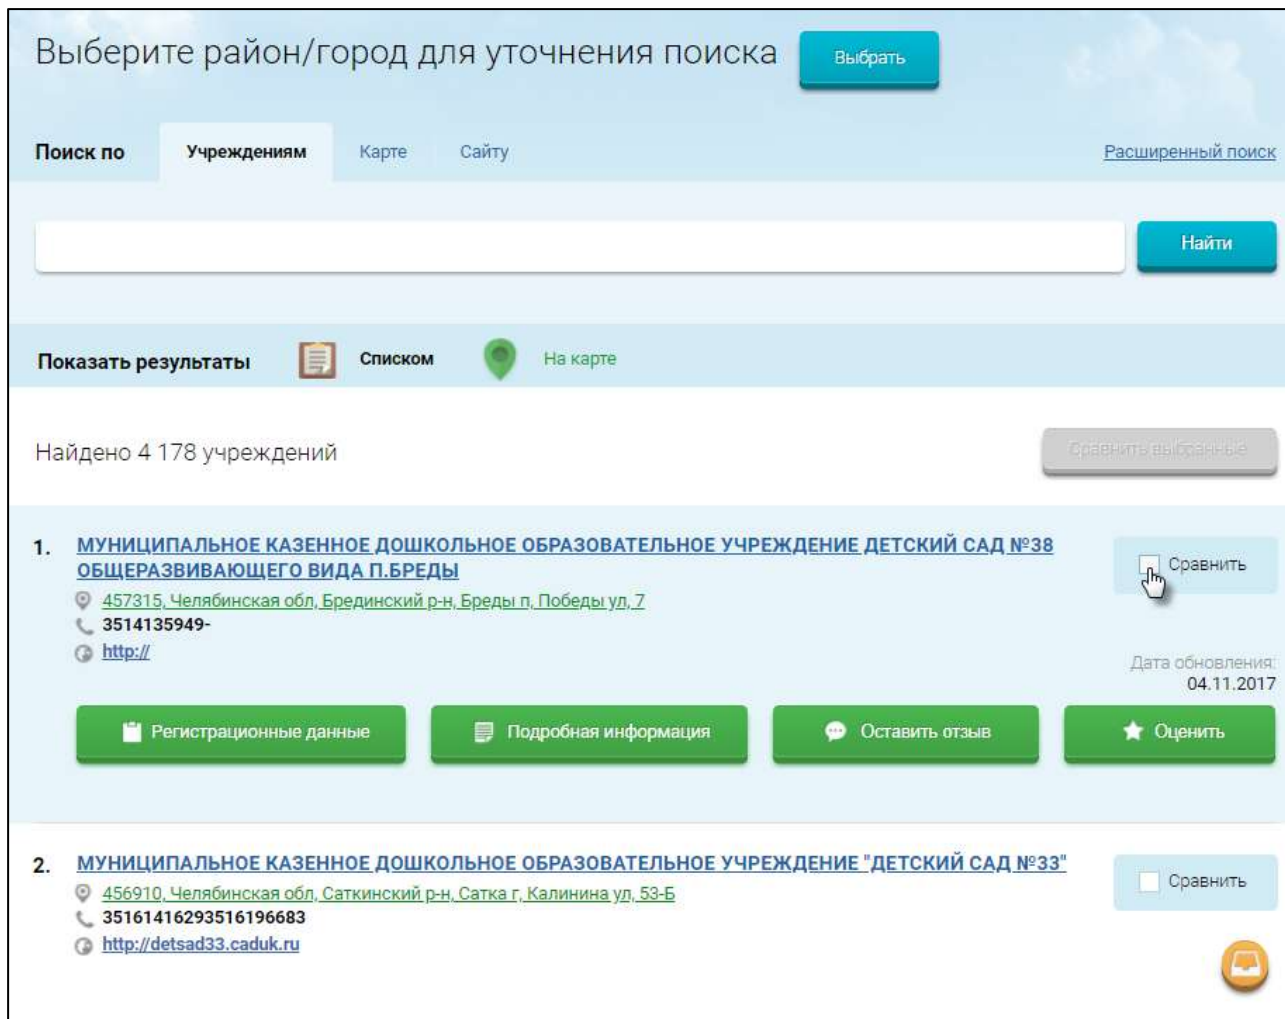 Выберите район/город для уточнения поиска Выбрать
Поиск по Учреждениям Карте Сайту Расширенный поиск
Найти
Показать результаты Списком На карте
Найдено 4 178 учреждений Сравнить выбранные
1. МУНИЦИПАЛЬНОЕ КАЗЕННОЕ ДОШКОЛЬНОЕ ОБРАЗОВАТЕЛЬНОЕ УЧРЕЖДЕНИЕ ДЕТСКИЙ САД №38
ОБЩЕРАЗВИВАЮЩЕГО ВИДА П.БРЕДЫ
Сравнить
457315, Челябинская обл, Брединский р-н, Бреды п, Победы ул, 7
3514135949-
http://
Дата обновления:
04.11.2017
Регистрационные данные Подробная информация Оставить отзыв Оценить
2. МУНИЦИПАЛЬНОЕ КАЗЕННОЕ ДОШКОЛЬНОЕ ОБРАЗОВАТЕЛЬНОЕ УЧРЕЖДЕНИЕ "ДЕТСКИЙ САД №33"
Сравнить
456910, Челябинская обл, Саткинский р-н, Сатка г, Калинина ул, 53-Б
35161416293516196683
http://detsad33.caduk.ru